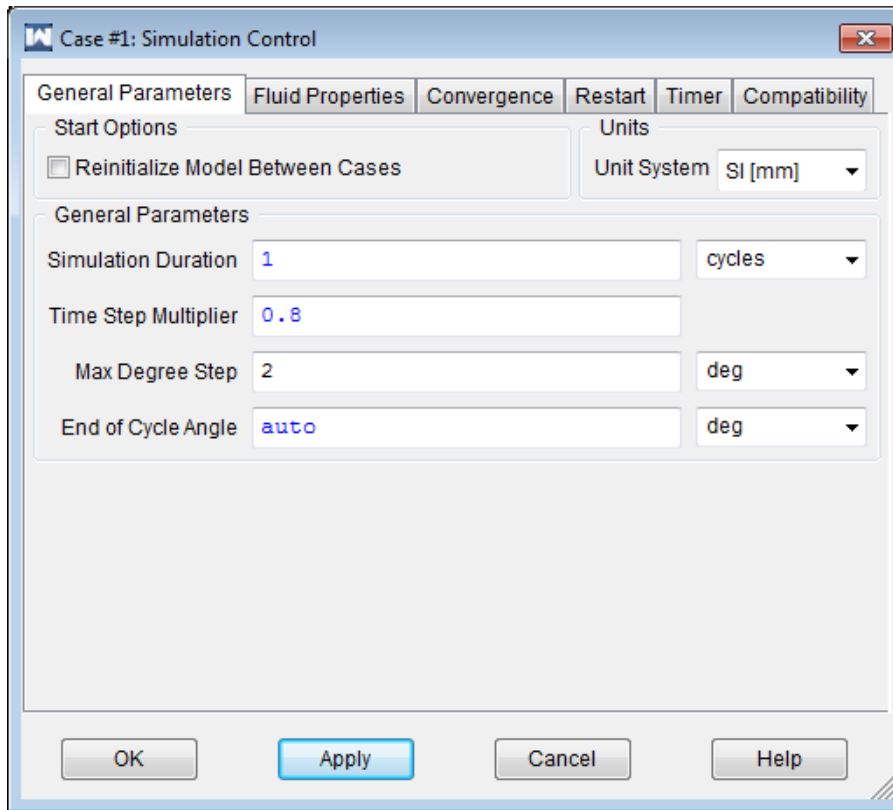 Case #1: Simulation Control
General Parameters Fluid Properties Convergence Restart Timer Compatibility
Start Options Units
Reinitialize Model Between Cases Unit System SI [mm]
General Parameters
Simulation Duration 1 cycles
Time Step Multiplier 0.8
Max Degree Step 2 deg
End of Cycle Angle auto deg
OK Apply Cancel Help